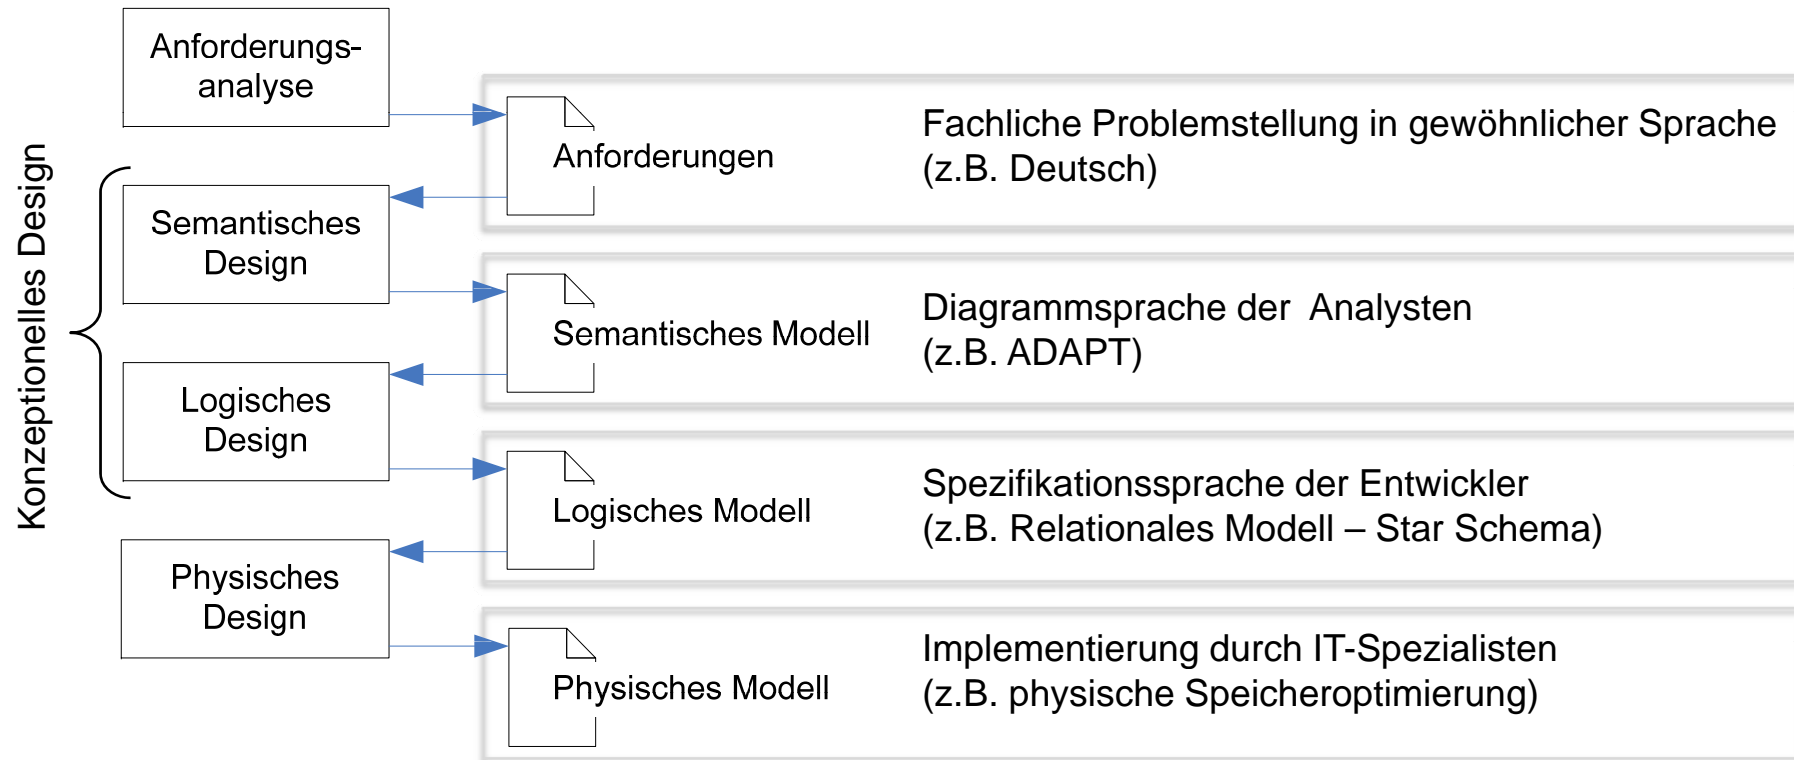 Anforderungs-
analyse
Anforderungen
Fachliche Problemstellung in gewöhnlicher Sprache
(z.B. Deutsch)
Konzeptionelles Design
Semantisches
Design
Semantisches Modell
Diagrammsprache der Analysten
(z.B. ADAPT)
Logisches
Design
Logisches Modell
Spezifikationssprache der Entwickler
(z.B. Relationales Modell – Star Schema)
Physisches
Design
Physisches Modell
Implementierung durch IT-Spezialisten
(z.B. physische Speicheroptimierung)